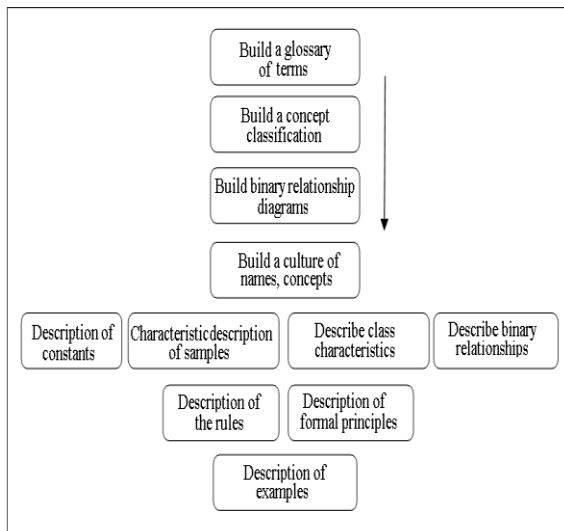 Build a glossary
of terms
Build a concept
classification
Build binary relationship
diagrams
Build a culture of
names, concepts
Description of
constants
Characteristic description
of samples
Describe class
characteristics
Describe binary
relationships
Description of
the rules
Description of
formal principles
Description of
examples